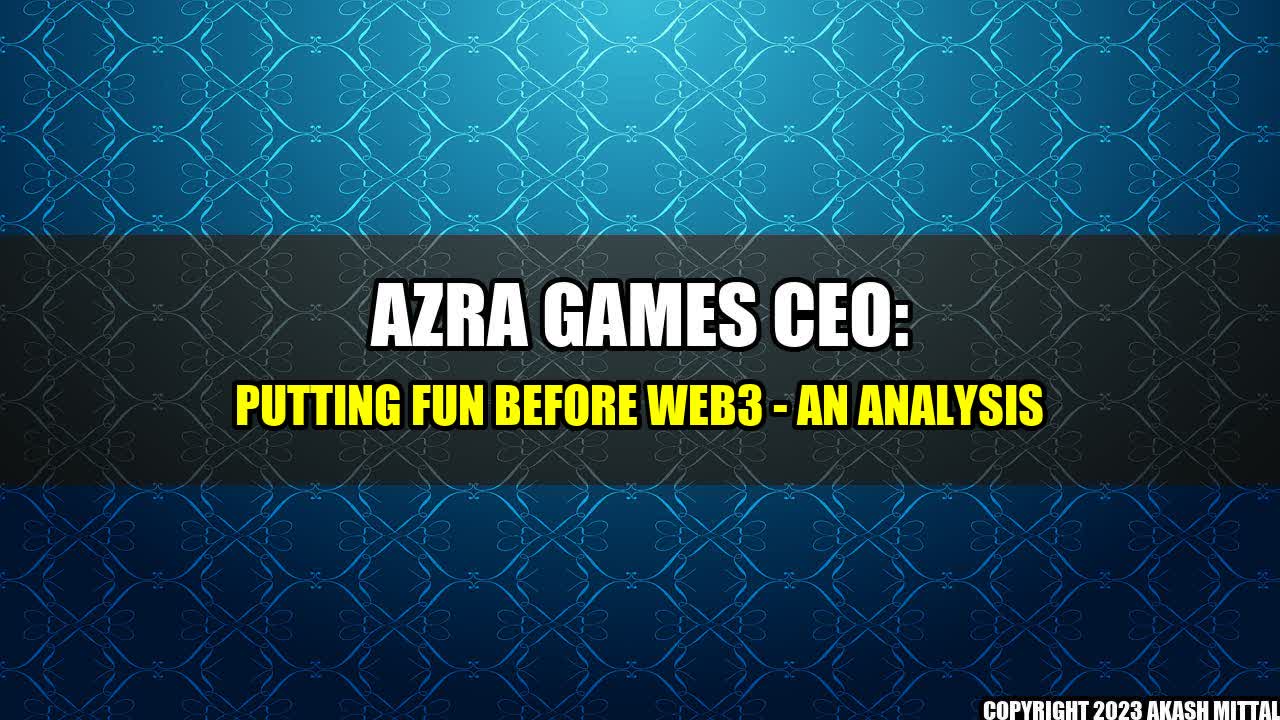 AZRA GAMES CEO:
PUTTING FUN BEFORE WEB3 - AN ANALYSIS
COPYRIGHT 2023 AKASH MITTAL